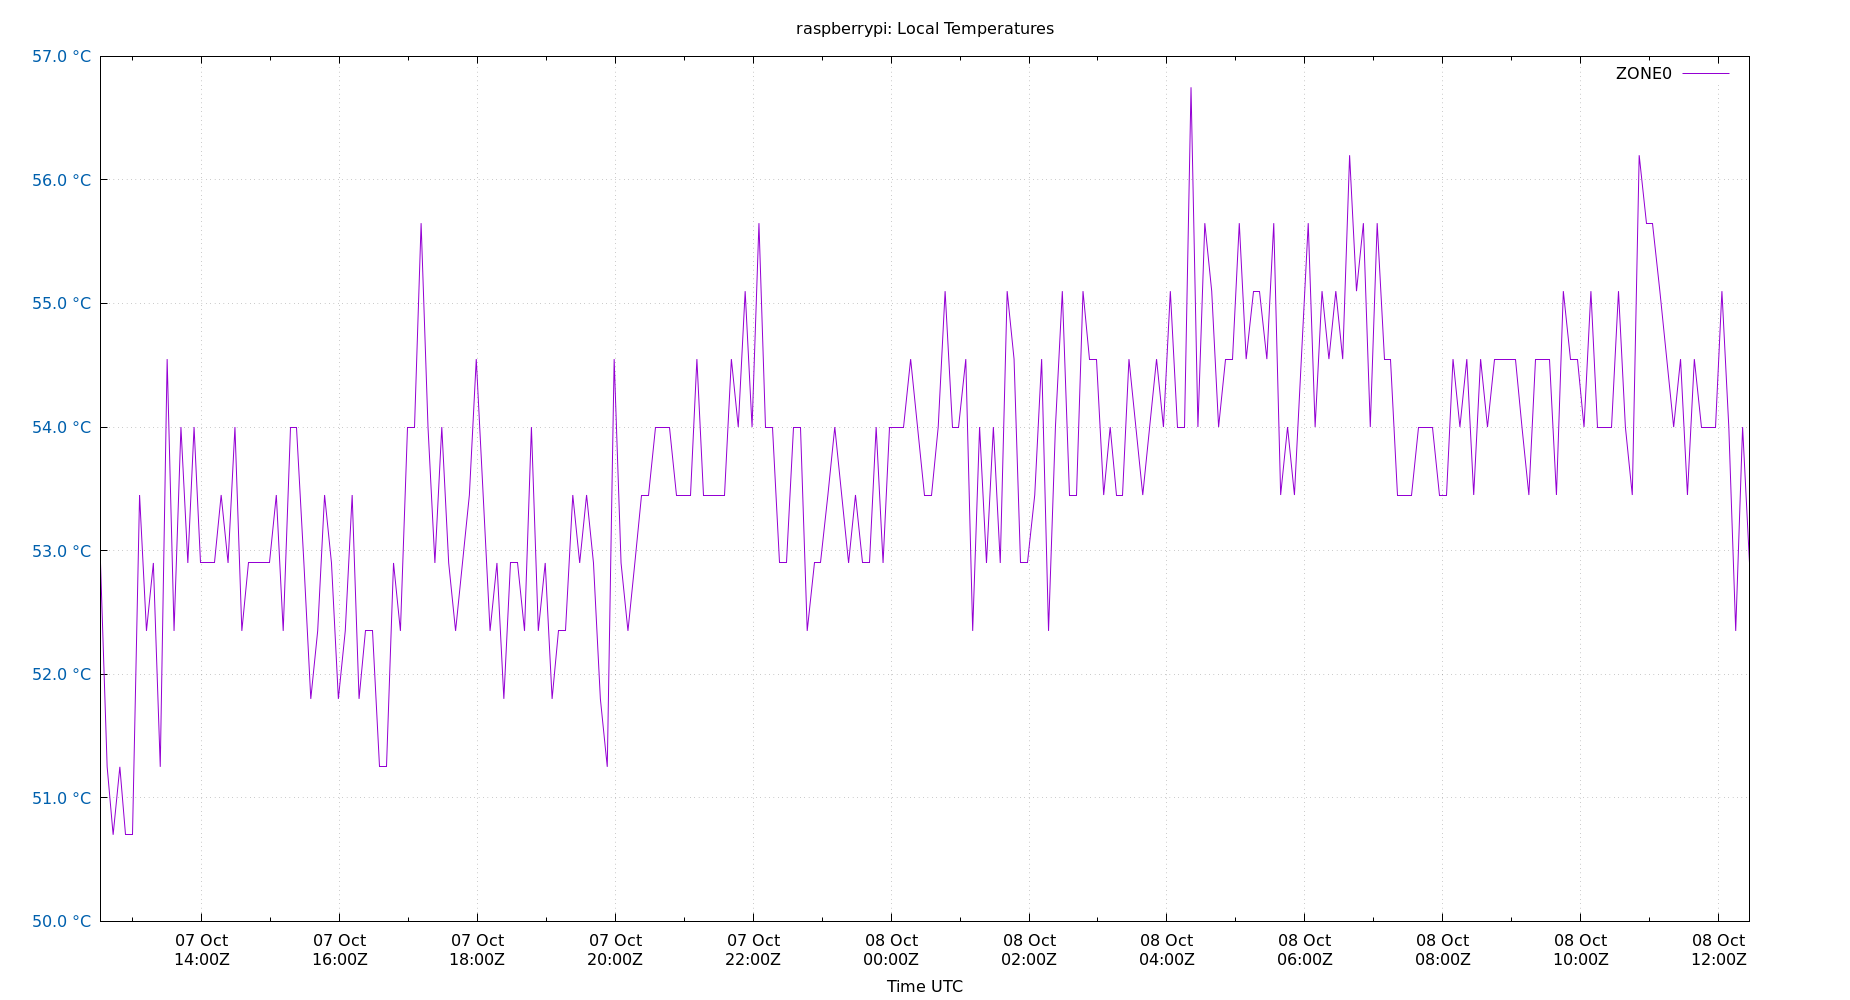 raspberrypi: Local Temperatures
57.0 °C
ZONE0
56.0 °C
55.0 °C
54.0 °C
53.0 °C
52.0 °C
51.0 °C
50.0 °C
07 Oct 07 Oct 07 Oct 07 Oct 07 Oct 08 Oct 08 Oct 08 Oct 08 Oct 08 Oct 08 Oct 08 Oct
14:00Z 16:00Z 18:00Z 20:00Z 22:00Z 00:00Z 02:00Z 04:00Z 06:00Z 08:00Z 10:00Z 12:00Z
Time UTC